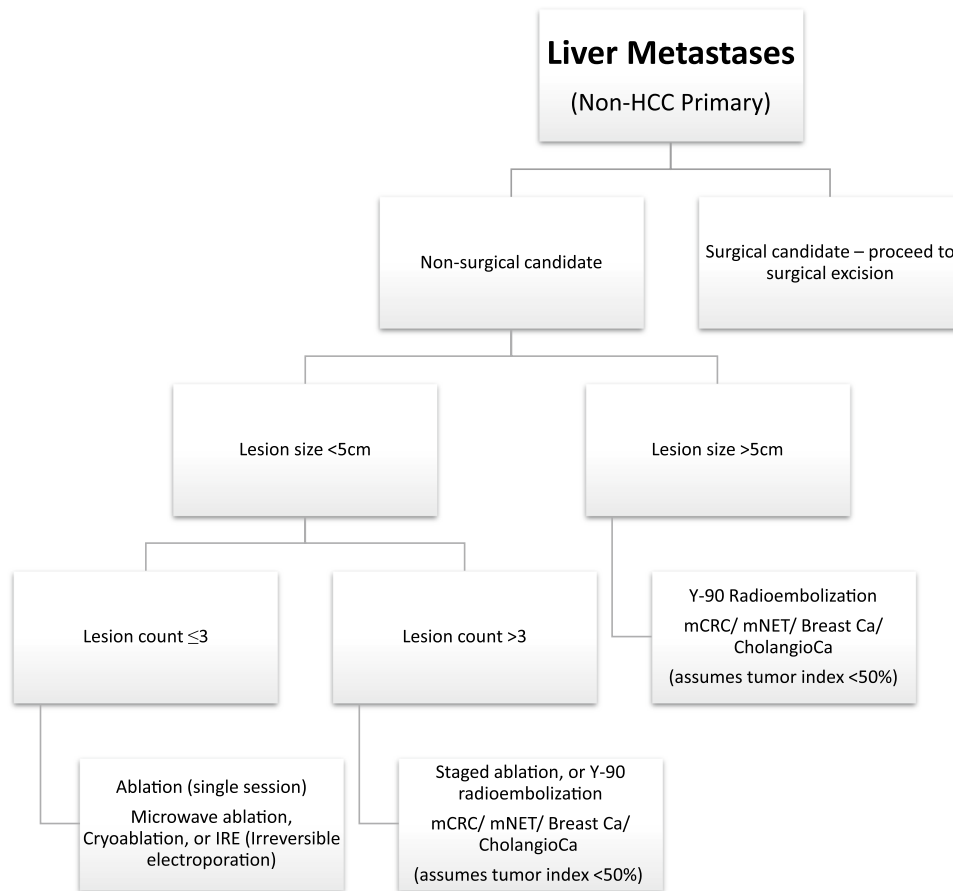 Liver Metastases
(Non-HCC Primary)
Non-surgical candidate
Surgical candidate – proceed to
surgical excision
Lesion size <5cm
Lesion size >5cm
Lesion count ≤3
Lesion count >3
Y-90 Radioembolization
mCRC/ mNET/ Breast Ca/
CholangioCa
(assumes tumor index <50%)
Ablation (single session)
Microwave ablation,
Cryoablation, or IRE (Irreversible
electroporation)
Staged ablation, or Y-90
radioembolization
mCRC/ mNET/ Breast Ca/
CholangioCa
(assumes tumor index <50%)